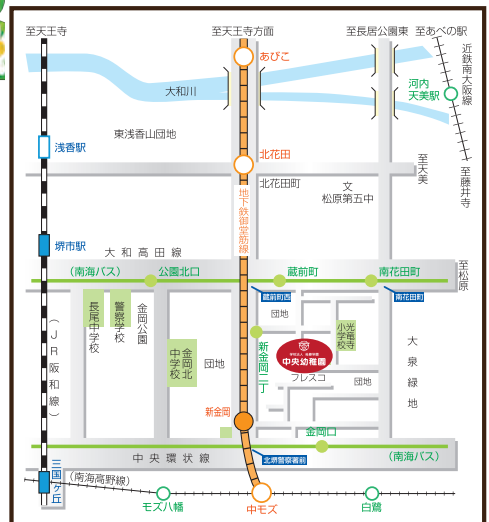 至天王寺
至天王寺方面
至長居公園東
至あべの駅
あびこ
近鉄南大阪線
大和川
河内
天美駅
東浅香山団地
浅香駅
北花田
至天美
至藤井寺
北花田町
文
松原第五中
地下鉄御堂筋線
堺市駅
大和高田線
至松原
(南海バス)
公園北口
蔵前町
南花田町
蔵前町西
南花田町
長尾中学校
警察学校
金岡公園
団地
光竜寺
小学校
新金岡二丁
中央幼稚園
大泉緑地
(JR阪和線)
金岡北
中学校
団地
フレスコ
団地
新金岡
金岡口
中央環状線
北堺警察署前
(南海バス)
三国ヶ丘
(南海高野線)
モズ八幡
中モズ
白鷺